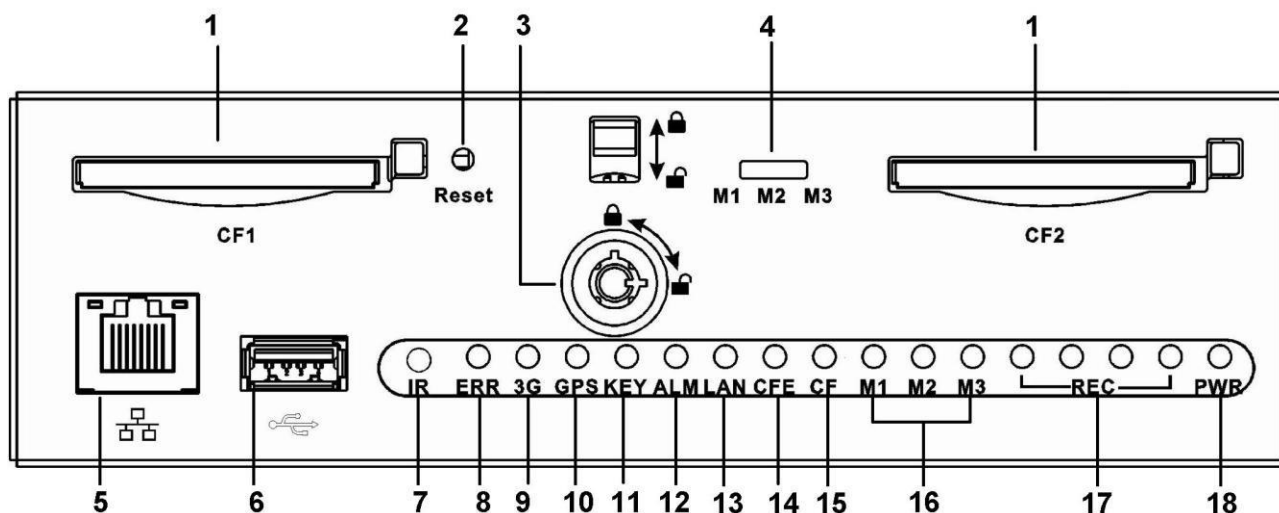 1 2 3 4 1
Reset
M1 M2 M3
CF1
CF2
IR ERR 3G GPS KEY ALM LAN CFE CF M1 M2 M3 REC PWR
5 6 7 8 9 10 11 12 13 14 15 16 17 18